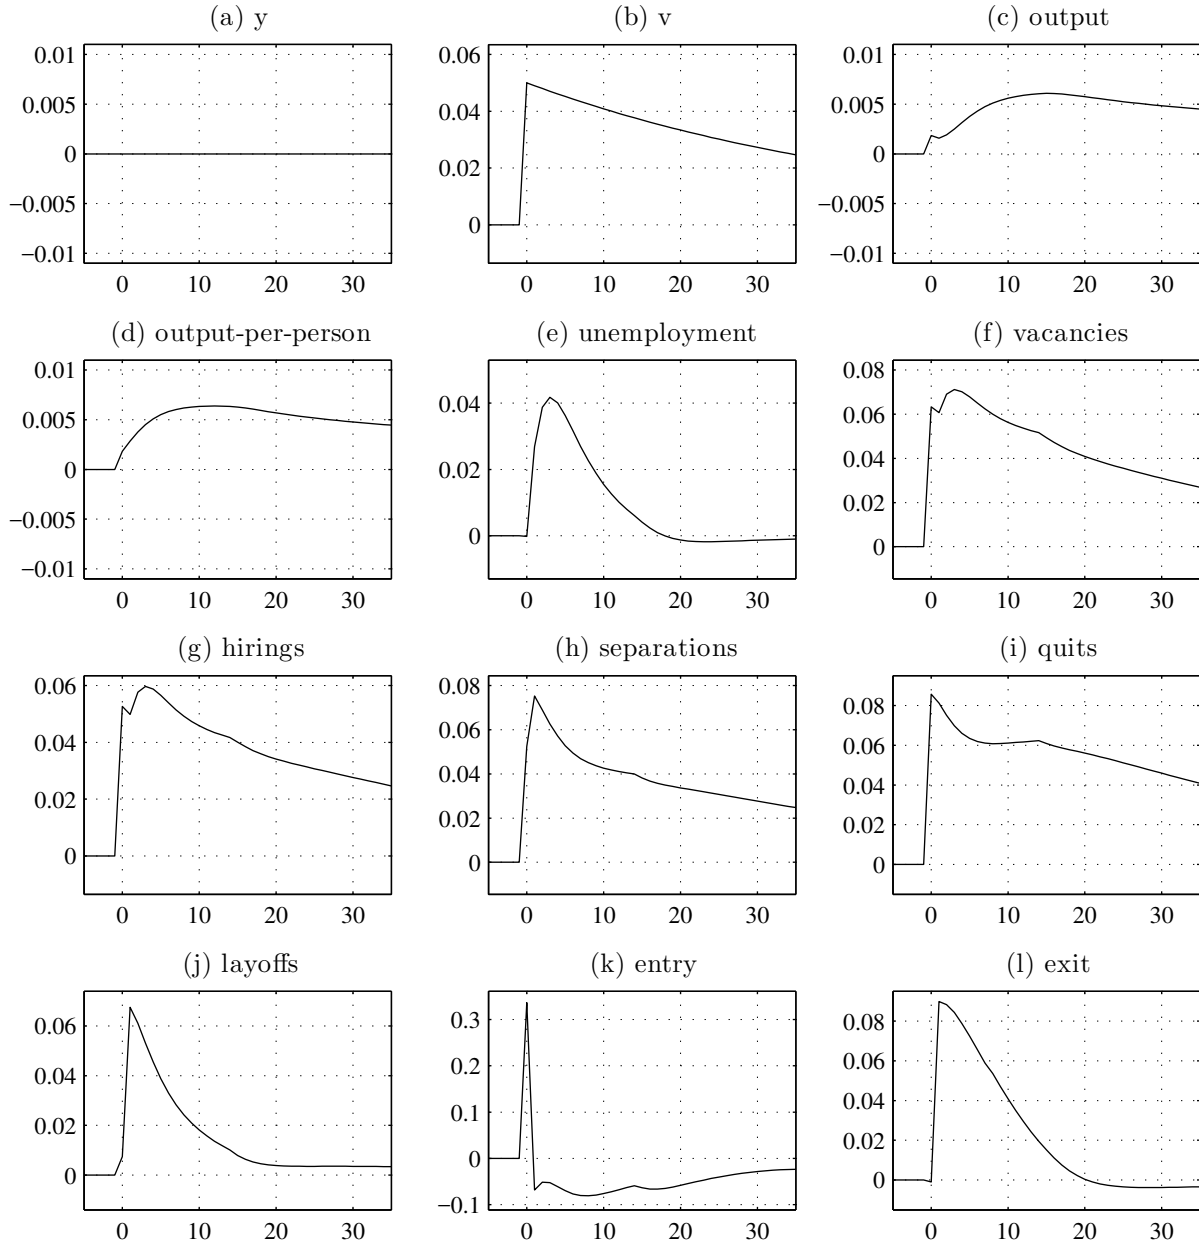 (a) y
(b) v
(c) output
0.01
0.005
0
−0.005
−0.01
0 10 20 30
0.06
0.04
0.02
0
0 10 20 30
0.01
0.005
0
−0.005
−0.01
0 10 20 30
(d) output-per-person
(e) unemployment
(f) vacancies
0.01
0.005
0
−0.005
−0.01
0 10 20 30
0.04
0.02
0
0 10 20 30
0.08
0.06
0.04
0.02
0
0 10 20 30
(g) hirings
(h) separations
(i) quits
0.06
0.04
0.02
0
0 10 20 30
0.08
0.06
0.04
0.02
0
0 10 20 30
0.08
0.06
0.04
0.02
0
0 10 20 30
(j) layoffs
(k) entry
(l) exit
0.06
0.04
0.02
0
0 10 20 30
0.3
0.2
0.1
0
−0.1
0 10 20 30
0.08
0.06
0.04
0.02
0
0 10 20 30